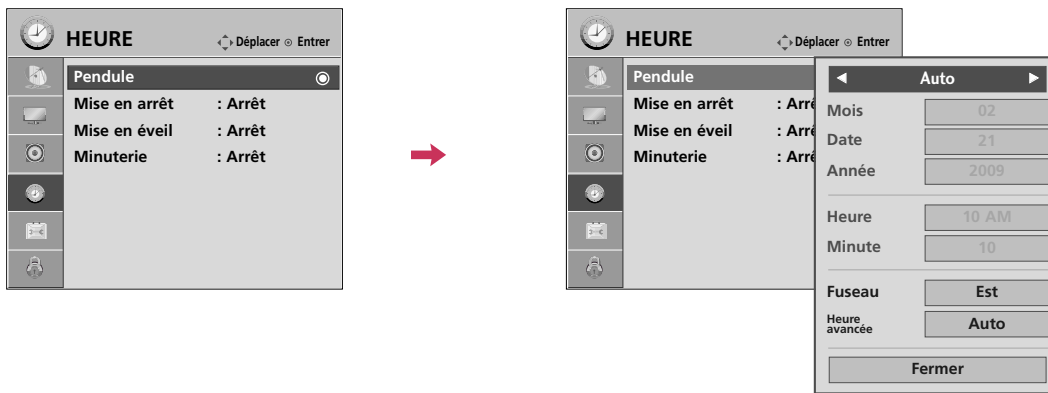 HEURE
Déplacer Entrer
Pendule
Mise en arrêt : Arrêt
Mise en éveil : Arrêt
Minuterie : Arrêt
HEURE
Déplacer Entrer
Pendule
Mise en arrêt : Arrê
Mise en éveil : Arrê
Minuterie : Arrê
Auto
Mois 02
Date 21
Année 2009
Heure 10 AM
Minute 10
Fuseau Est
Heure
avancée Auto
Fermer